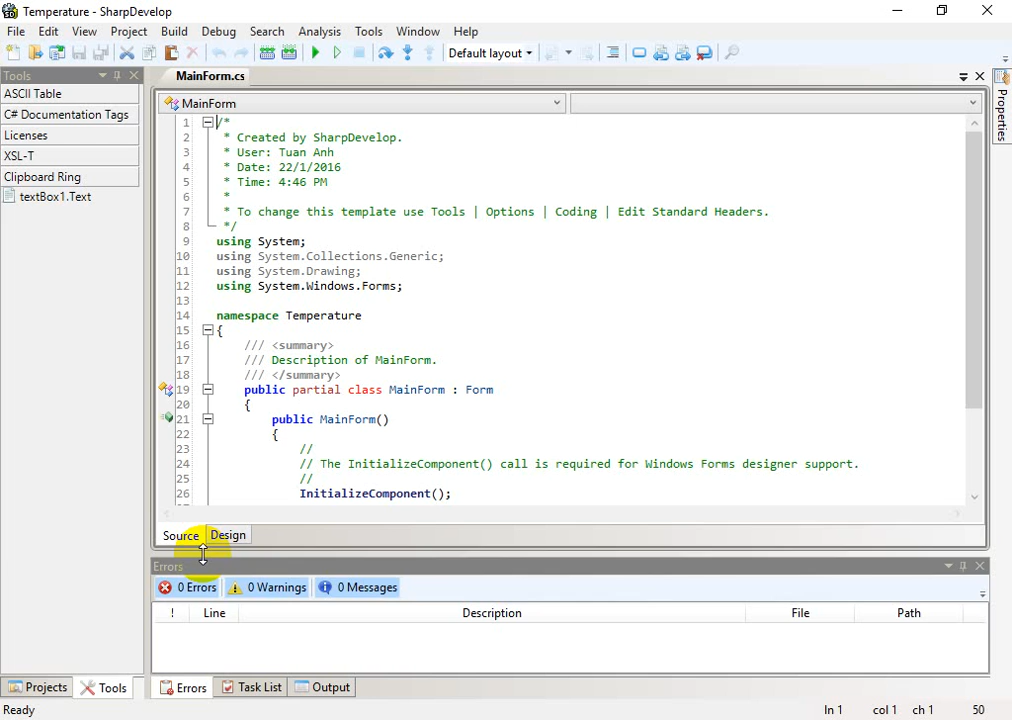 Temperature - SharpDevelop
File Edit View Project Build Debug Search Analysis Tools Window Help
Default layout
Tools
ASCII Table
C# Documentation Tags
Licenses
XSL-T
Clipboard Ring
textBox1.Text
MainForm.cs
MainForm
1 /*
2 * Created by SharpDevelop.
3 * User: Tuan Anh
4 * Date: 22/1/2016
5 * Time: 4:46 PM
6 *
7 * To change this template use Tools | Options | Coding | Edit Standard Headers.
8 */
9 using System;
10 using System.Collections.Generic;
11 using System.Drawing;
12 using System.Windows.Forms;
13
14 namespace Temperature
15 {
16 /// <summary>
17 /// Description of MainForm.
18 /// </summary>
19 public partial class MainForm : Form
20 {
21 public MainForm()
22 {
23 //
24 // The InitializeComponent() call is required for Windows Forms designer support.
25 //
26 InitializeComponent();
Properties
Source Design
Errors
0 Errors 0 Warnings 0 Messages
! Line Description File Path
Projects Tools Errors Task List Output
Ready ln 1 col 1 ch 1 50